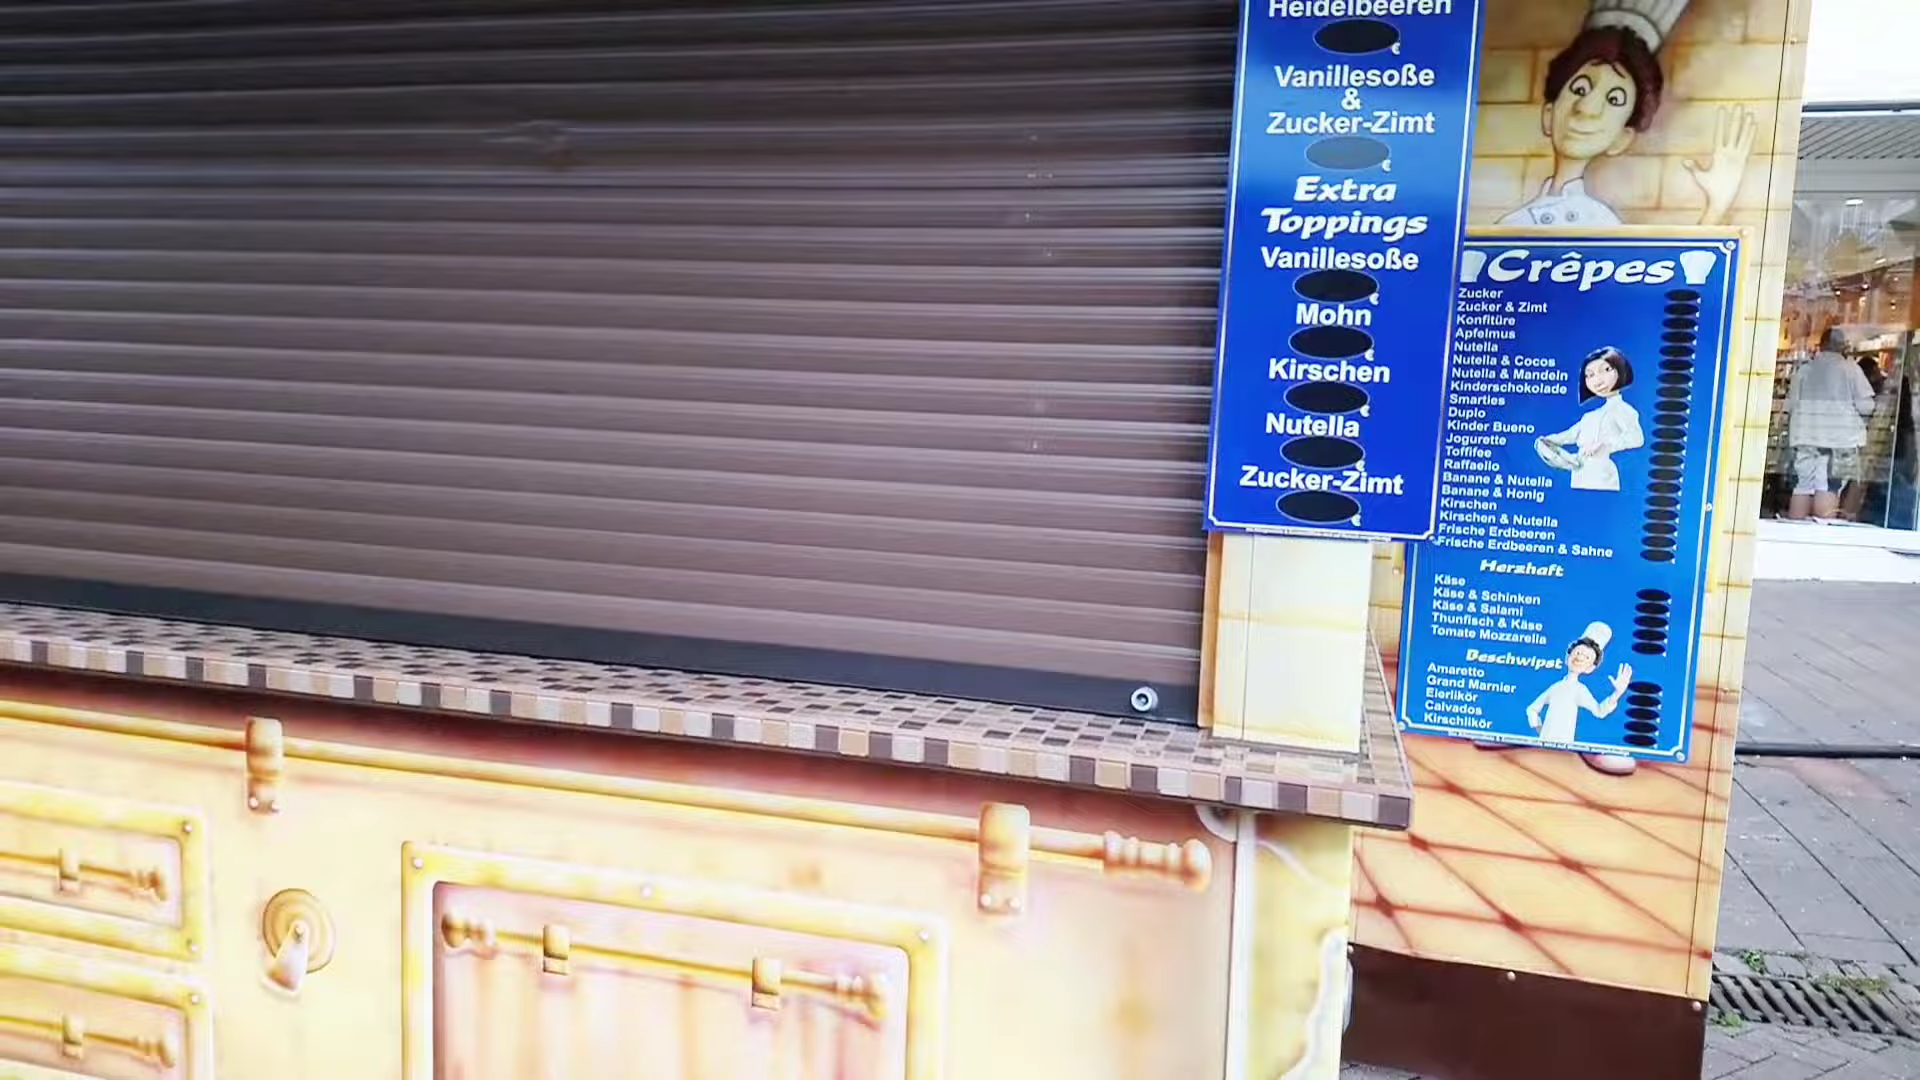 Heidelbeeren
€
Vanillesoße
&
Zucker-Zimt
€
Extra
Toppings
Vanillesoße
€
Mohn
€
Kirschen
€
Nutella
€
Zucker-Zimt
€
Crêpes
Zucker
Zucker & Zimt
Konfitüre
Apfelmus
Nutella
Nutella & Cocos
Nutella & Mandeln
Kinderschokolade
Smarties
Duplo
Kinder Bueno
Jogurette
Toffifee
Raffaello
Banane & Nutella
Banane & Honig
Kirschen
Kirschen & Nutella
Frische Erdbeeren
Frische Erdbeeren & Sahne
Herzhaft
Käse
Käse & Schinken
Käse & Salami
Thunfisch & Käse
Tomate Mozzarella
Beschwipst
Amaretto
Grand Marnier
Eierlikör
Calvados
Kirschlikör